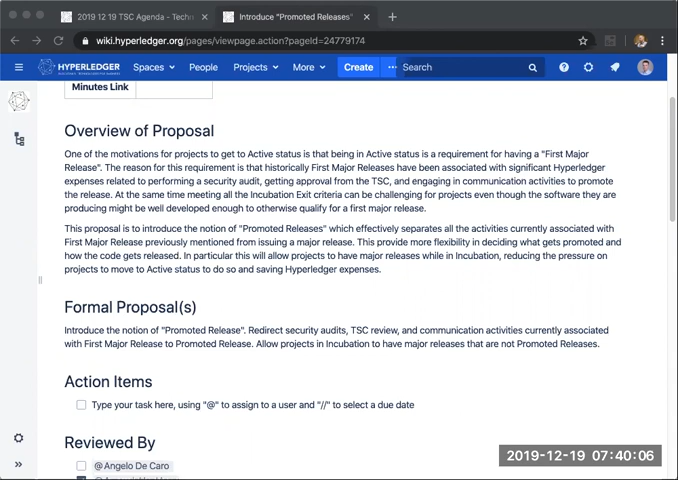 2019 12 19 TSC Agenda - Techn
Introduce "Promoted Releases"
wiki.hyperledger.org/pages/viewpage.action?pageId=24779174
HYPERLEDGER Spaces People Projects More Create Search
Minutes Link
Overview of Proposal
One of the motivations for projects to get to Active status is that being in Active status is a requirement for having a "First Major
Release". The reason for this requirement is that historically First Major Releases have been associated with significant Hyperledger
expenses related to performing a security audit, getting approval from the TSC, and engaging in communication activities to promote
the release. At the same time meeting all the Incubation Exit criteria can be challenging for projects even though the software they are
producing might be well developed enough to otherwise qualify for a first major release.
This proposal is to introduce the notion of "Promoted Releases" which effectively separates all the activities currently associated with
First Major Release previously mentioned from issuing a major release. This provide more flexibility in deciding what gets promoted and
how the code gets released. In particular this will allow projects to have major releases while in Incubation, reducing the pressure on
projects to move to Active status to do so and saving Hyperledger expenses.
Formal Proposal(s)
Introduce the notion of "Promoted Release". Redirect security audits, TSC review, and communication activities currently associated
with First Major Release to Promoted Release. Allow projects in Incubation to have major releases that are not Promoted Releases.
Action Items
Type your task here, using "@" to assign to a user and "//" to select a due date
Reviewed By
@Angelo De Caro
2019-12-19 07:40:06